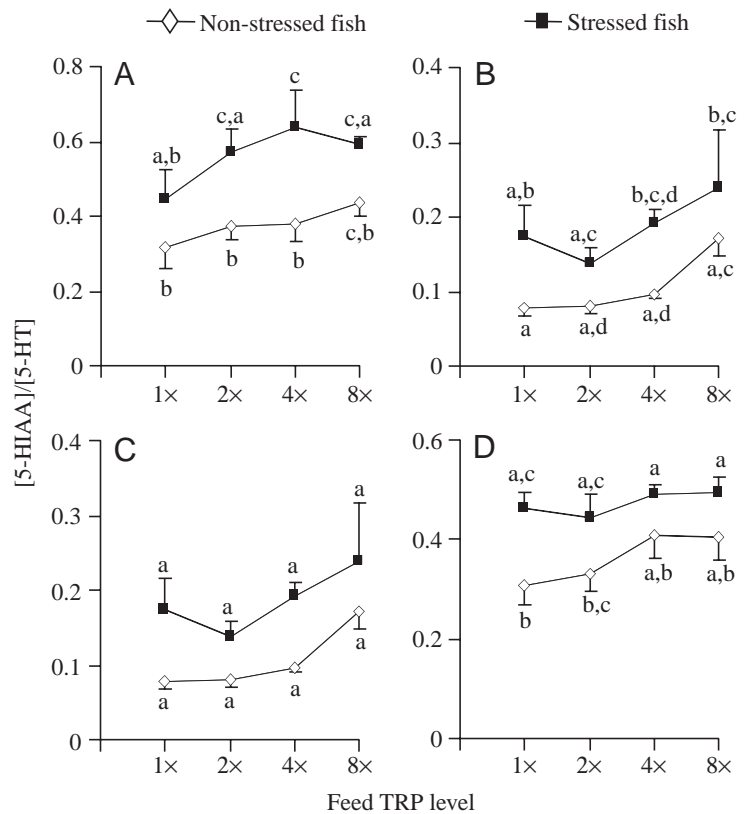 Non-stressed fish Stressed fish
A
0.8
0.6
0.4
0.2
0
a,b
c,a
c
c,a
b
b
b
c,b
1× 2× 4× 8×
B
0.4
0.3
0.2
0.1
0
a,b
a,c
b,c,d
b,c
a
a,d
a,d
a,c
1× 2× 4× 8×
[5-HIAA]/[5-HT]
C
0.4
0.3
0.2
0.1
0
a
a
a
a
a
a
a
a
1× 2× 4× 8×
D
0.6
0.4
0.2
0
a,c
a,c
a
a
b
b,c
a,b
a,b
1× 2× 4× 8×
Feed TRP level